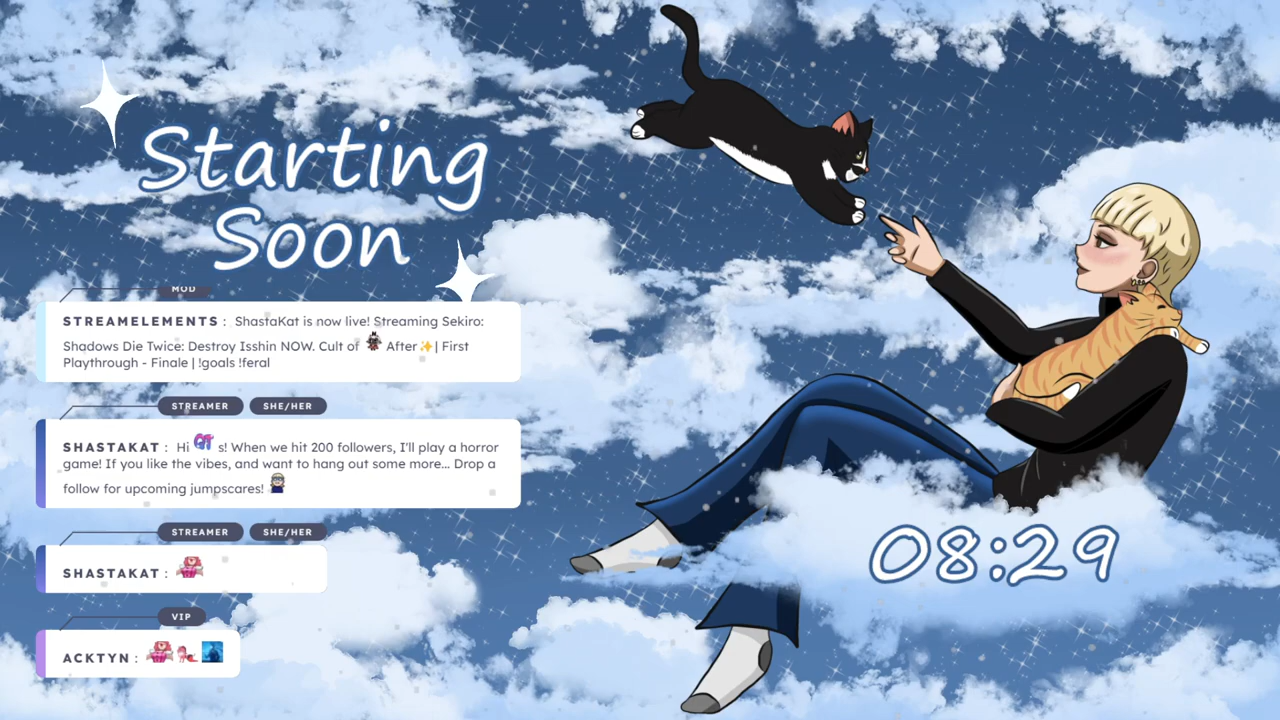 Starting
Soon
MOD
STREAMELEMENTS : ShastaKat is now live! Streaming Sekiro:
Shadows Die Twice: Destroy Isshin NOW. Cult of After✨| First
Playthrough - Finale | !goals !feral
STREAMER SHE/HER
SHASTAKAT : Hi s! When we hit 200 followers, I'll play a horror
game! If you like the vibes, and want to hang out some more... Drop a
follow for upcoming jumpscares!
STREAMER SHE/HER
SHASTAKAT :
VIP
ACKTYN :
08:29